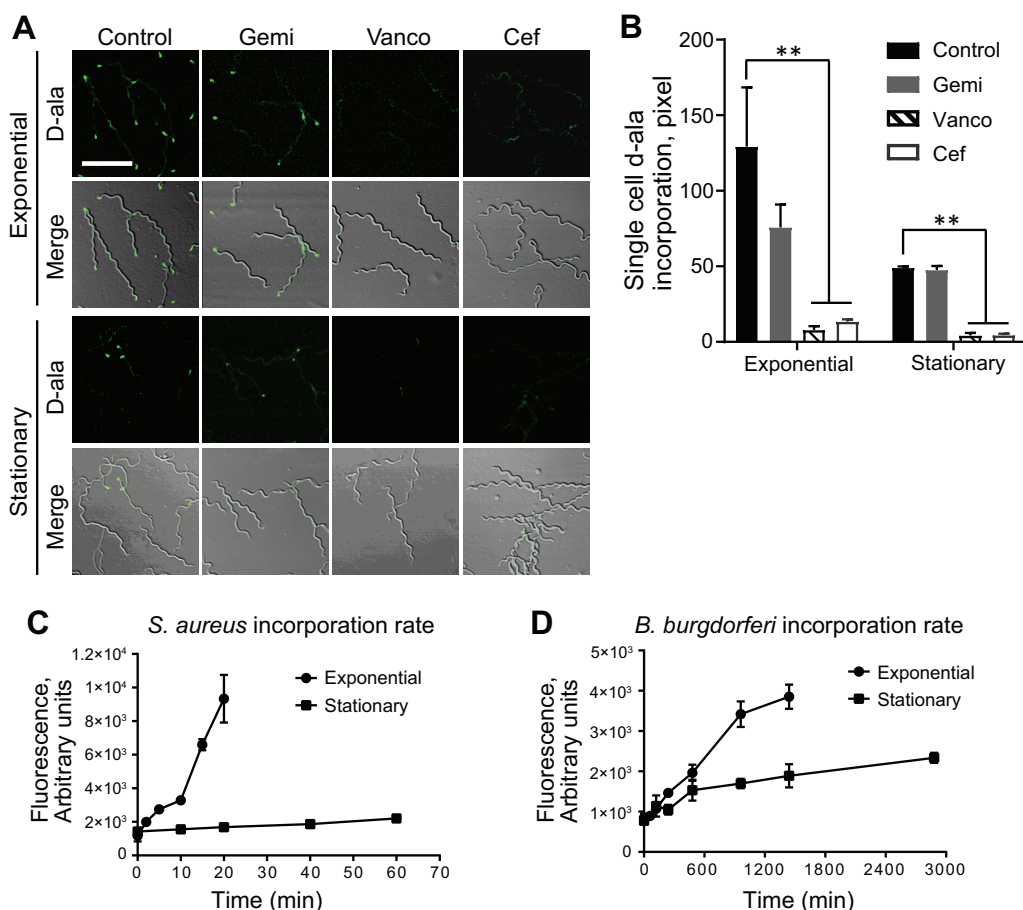 A
Control Gemi Vanco Cef
Exponential
D-ala
Merge
Stationary
D-ala
Merge
B
Single cell d-ala
incorporation, pixel
200
150
100
50
0
**
**
Control
Gemi
Vanco
Cef
Exponential Stationary
C
S. aureus incorporation rate
Fluorescence,
Arbitrary units
1.2×10⁴
1×10⁴
8×10³
6×10³
4×10³
2×10³
0
Exponential
Stationary
0 10 20 30 40 50 60 70
Time (min)
D
B. burgdorferi incorporation rate
Fluorescence,
Arbitrary units
5×10³
4×10³
3×10³
2×10³
1×10³
0
Exponential
Stationary
0 600 1200 1800 2400 3000
Time (min)